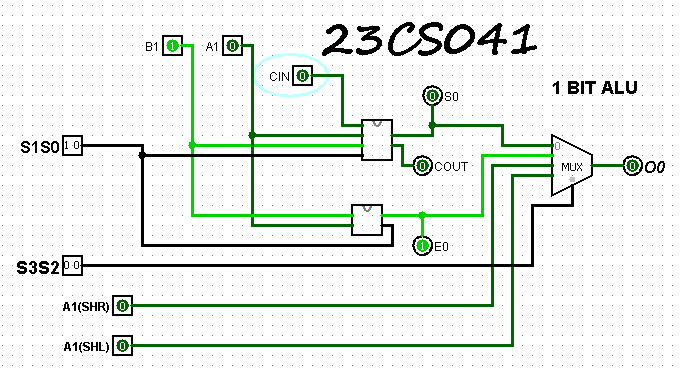 23CS041
B1 1 A1 0
CIN 0
1 BIT ALU
0 S0
S1S0 1 0
0
MUX
0 O0
0 COUT
1 E0
S3S2 0 0
A1(SHR) 0
A1(SHL) 0